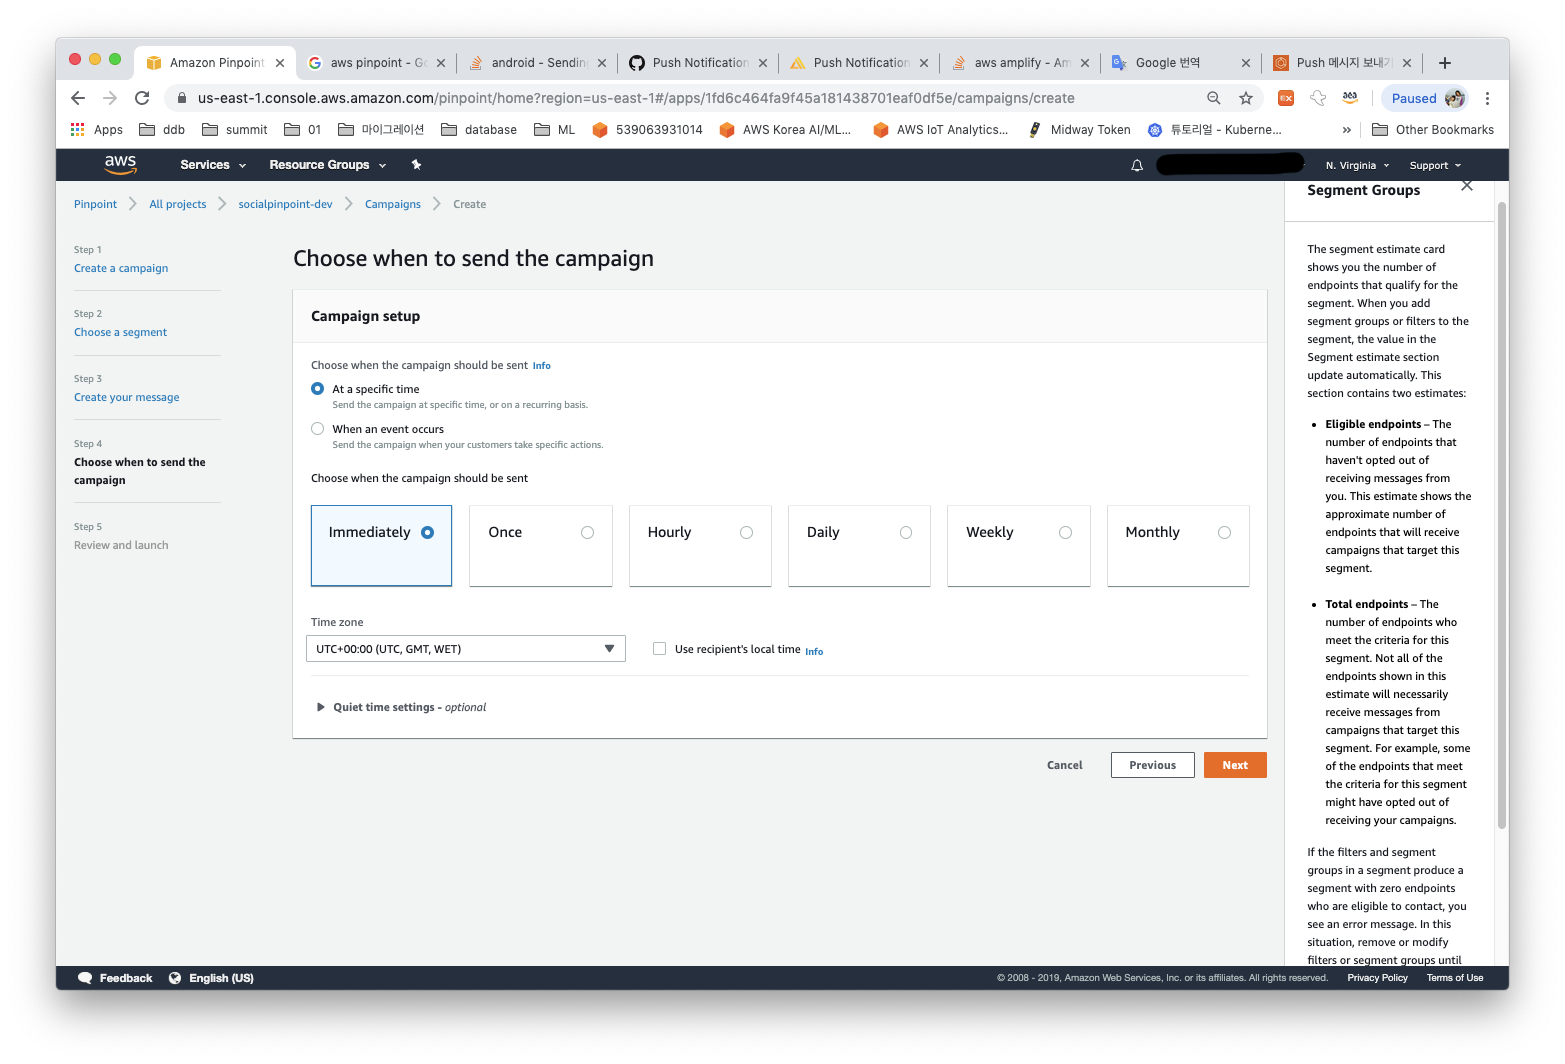 Amazon Pinpoint
aws pinpoint - Go
android - Sending
Push Notification
Push Notification
aws amplify - Am
Google 번역
Push 메시지 보내기
us-east-1.console.aws.amazon.com/pinpoint/home?region=us-east-1#/apps/1fd6c464fa9f45a181438701eaf0df5e/campaigns/create
Paused
Apps
ddb
summit
01
마이그레이션
database
ML
539063931014
AWS Korea AI/ML...
AWS IoT Analytics...
Midway Token
튜토리얼 - Kuberne...
»
Other Bookmarks
aws
Services
Resource Groups
N. Virginia
Support
Pinpoint
All projects
socialpinpoint-dev
Campaigns
Create
Step 1
Create a campaign
Step 2
Choose a segment
Step 3
Create your message
Step 4
Choose when to send the
campaign
Step 5
Review and launch
Choose when to send the campaign
Campaign setup
Choose when the campaign should be sent Info
At a specific time
Send the campaign at specific time, or on a recurring basis.
When an event occurs
Send the campaign when your customers take specific actions.
Choose when the campaign should be sent
Immediately
Once
Hourly
Daily
Weekly
Monthly
Time zone
UTC+00:00 (UTC, GMT, WET)
Use recipient's local time Info
Quiet time settings - optional
Cancel
Previous
Next
Segment Groups
The segment estimate card
shows you the number of
endpoints that qualify for the
segment. When you add
segment groups or filters to the
segment, the value in the
Segment estimate section
update automatically. This
section contains two estimates:
• Eligible endpoints – The
number of endpoints that
haven't opted out of
receiving messages from
you. This estimate shows the
approximate number of
endpoints that will receive
campaigns that target this
segment.
• Total endpoints – The
number of endpoints who
meet the criteria for this
segment. Not all of the
endpoints shown in this
estimate will necessarily
receive messages from
campaigns that target this
segment. For example, some
of the endpoints that meet
the criteria for this segment
might have opted out of
receiving your campaigns.
If the filters and segment
groups in a segment produce a
segment with zero endpoints
who are eligible to contact, you
see an error message. In this
situation, remove or modify
filters or segment groups until
Feedback
English (US)
© 2008 - 2019, Amazon Web Services, Inc. or its affiliates. All rights reserved.
Privacy Policy
Terms of Use